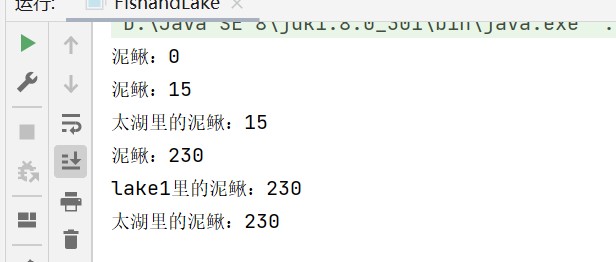 运行: FishandLake ×
D:\Java SE 8\jdk1.8.0_301\bin\java.exe" .
泥鳅：0
泥鳅：15
太湖里的泥鳅：15
泥鳅：230
lake1里的泥鳅：230
太湖里的泥鳅：230